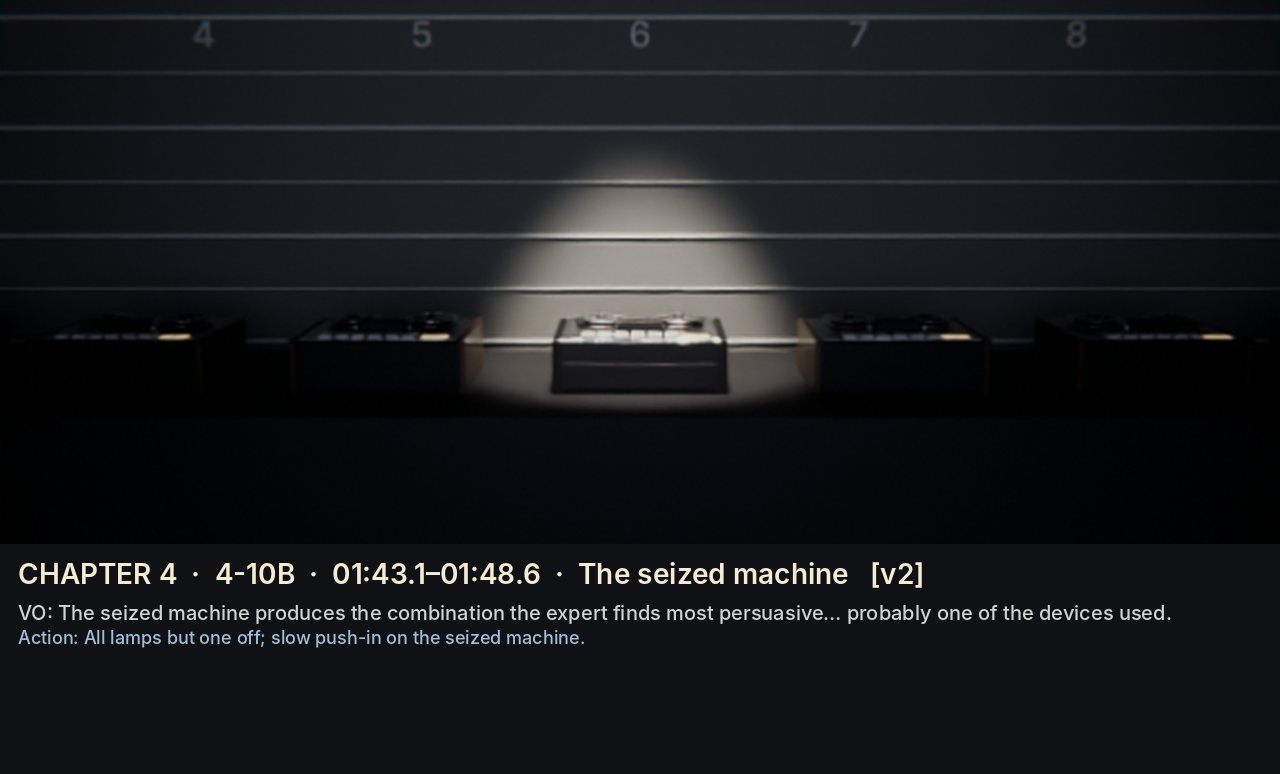 4 5 6 7 8
CHAPTER 4 · 4-10B · 01:43.1–01:48.6 · The seized machine [v2]
VO: The seized machine produces the combination the expert finds most persuasive... probably one of the devices used.
Action: All lamps but one off; slow push-in on the seized machine.